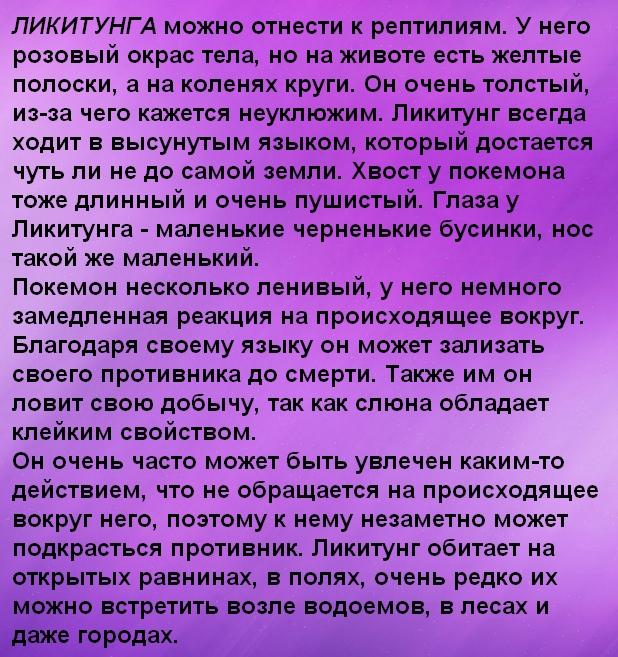 ЛИКИТУНГА можно отнести к рептилиям. У него
розовый окрас тела, но на животе есть желтые
полоски, а на коленях круги. Он очень толстый,
из-за чего кажется неуклюжим. Ликитунг всегда
ходит в высунутым языком, который достается
чуть ли не до самой земли. Хвост у покемона
тоже длинный и очень пушистый. Глаза у
Ликитунга - маленькие черненькие бусинки, нос
такой же маленький.
Покемон несколько ленивый, у него немного
замедленная реакция на происходящее вокруг.
Благодаря своему языку он может зализать
своего противника до смерти. Также им он
ловит свою добычу, так как слюна обладает
клейким свойством.
Он очень часто может быть увлечен каким-то
действием, что не обращается на происходящее
вокруг него, поэтому к нему незаметно может
подкрасться противник. Ликитунг обитает на
открытых равнинах, в полях, очень редко их
можно встретить возле водоемов, в лесах и
даже городах.